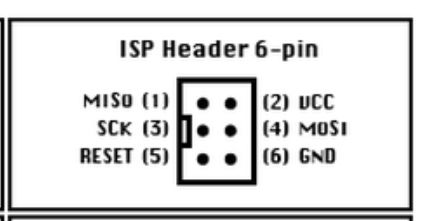 ISP Header 6-pin
MISO (1) (2) VCC
SCK (3) (4) MOSI
RESET (5) (6) GND